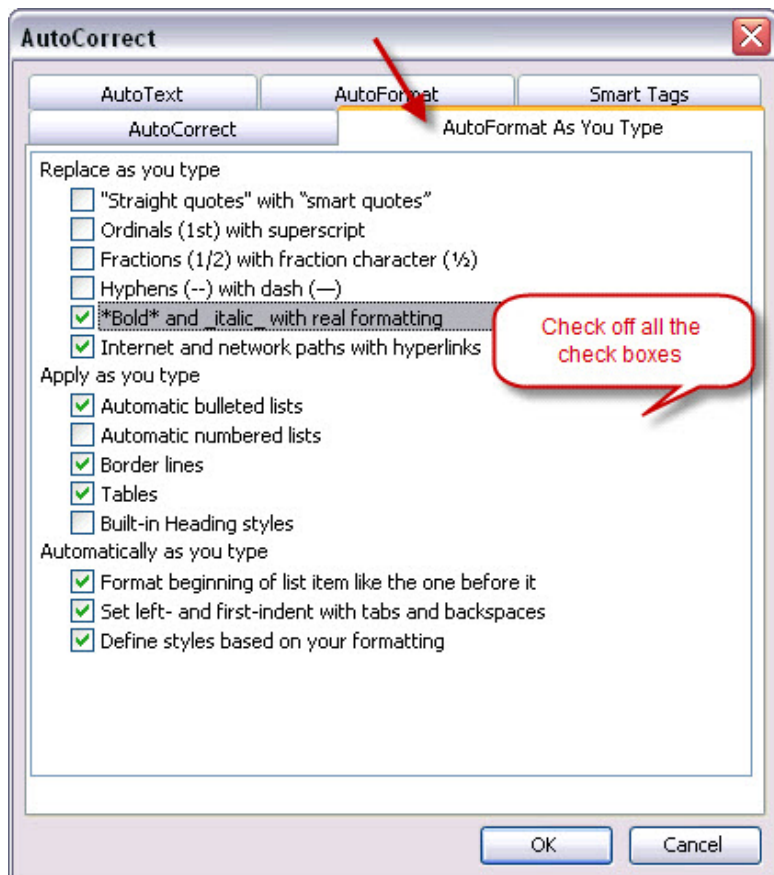 AutoCorrect
AutoText
AutoFormat
Smart Tags
AutoCorrect
AutoFormat As You Type
Replace as you type
"Straight quotes" with “smart quotes”
Ordinals (1st) with superscript
Fractions (1/2) with fraction character (½)
Hyphens (--) with dash (—)
*Bold* and _italic_ with real formatting
Internet and network paths with hyperlinks
Check off all the
check boxes
Apply as you type
Automatic bulleted lists
Automatic numbered lists
Border lines
Tables
Built-in Heading styles
Automatically as you type
Format beginning of list item like the one before it
Set left- and first-indent with tabs and backspaces
Define styles based on your formatting
OK
Cancel